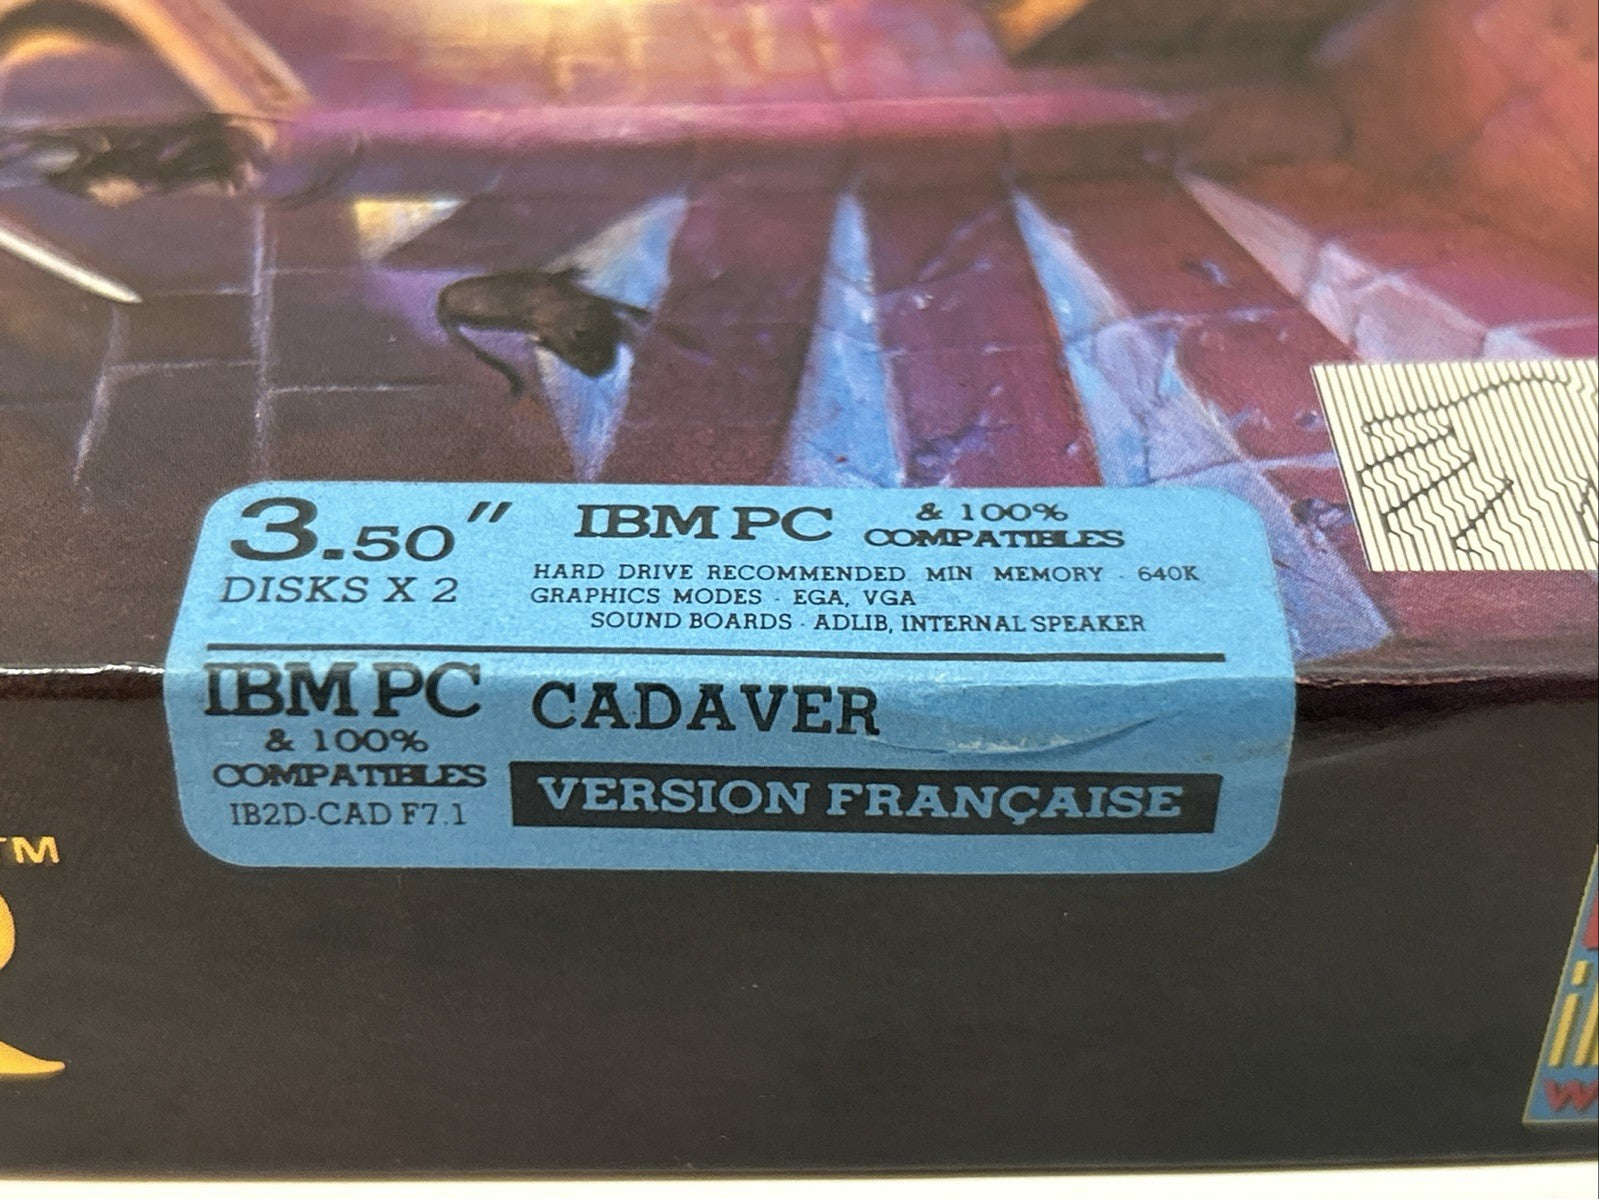 3.50"
DISKS X 2
IBM PC & 100% COMPATIBLES
HARD DRIVE RECOMMENDED MIN MEMORY - 640K
GRAPHICS MODES - EGA, VGA
SOUND BOARDS - ADLIB, INTERNAL SPEAKER
IBM PC
& 100%
COMPATIBLES
IB2D-CAD F7.1
CADAVER
VERSION FRANÇAISE
TM